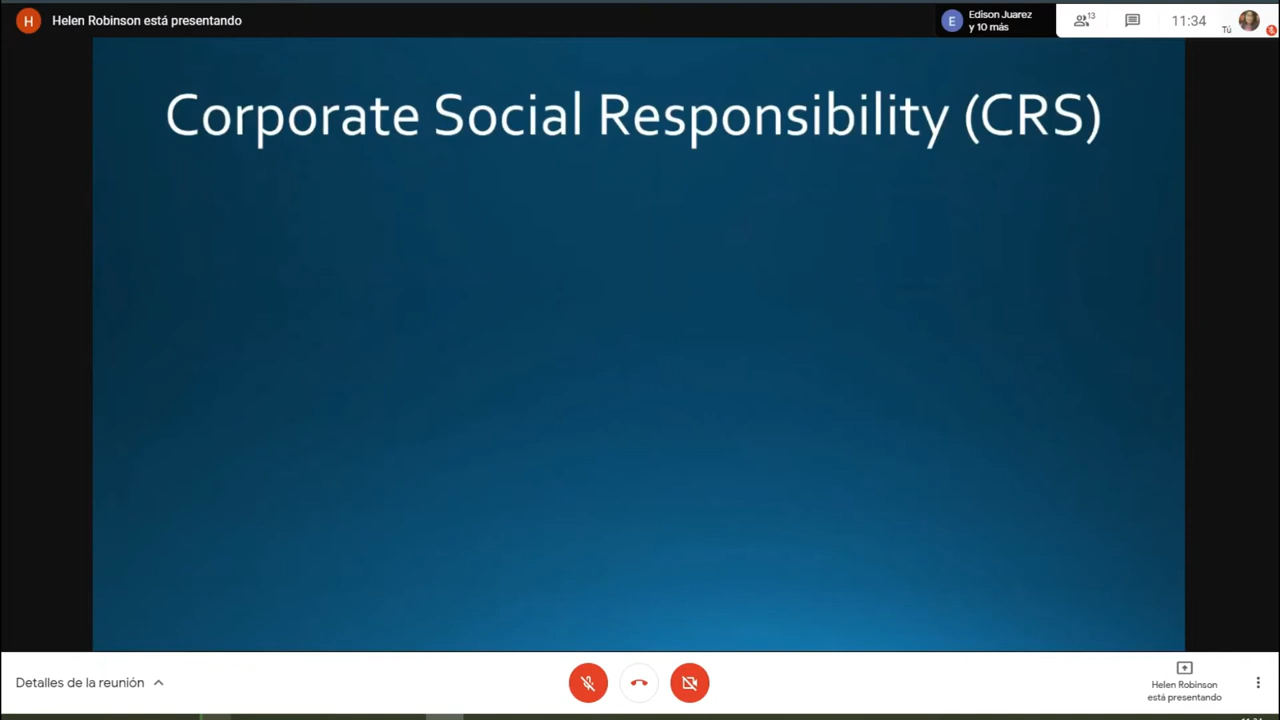 H Helen Robinson está presentando
E Edison Juarez
y 10 más
13
11:34
Tú
Corporate Social Responsibility (CRS)
Detalles de la reunión
Helen Robinson
está presentando